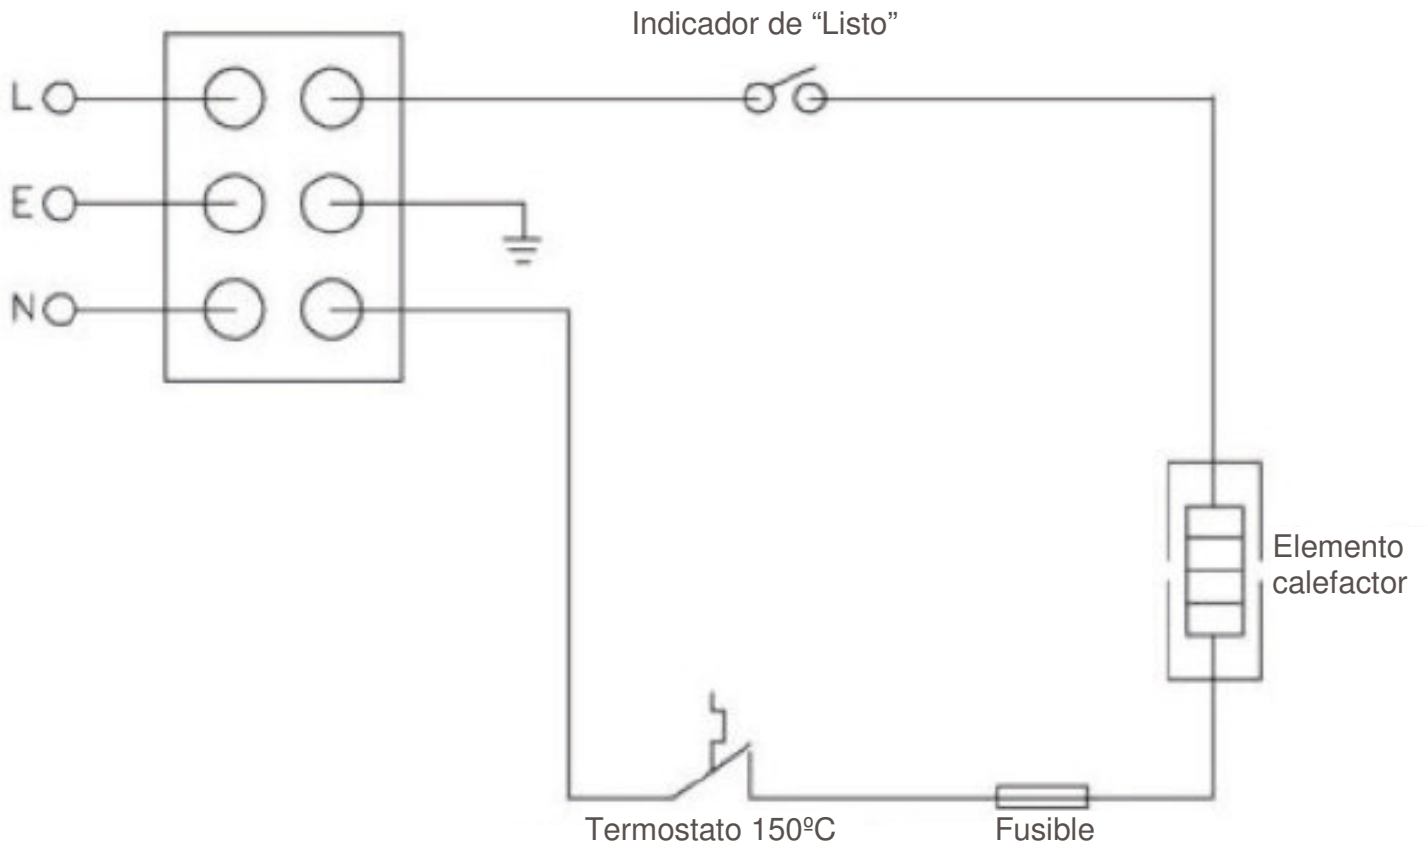 Indicador de “Listo”
L
E
N
Elemento
calefactor
Termostato 150ºC
Fusible